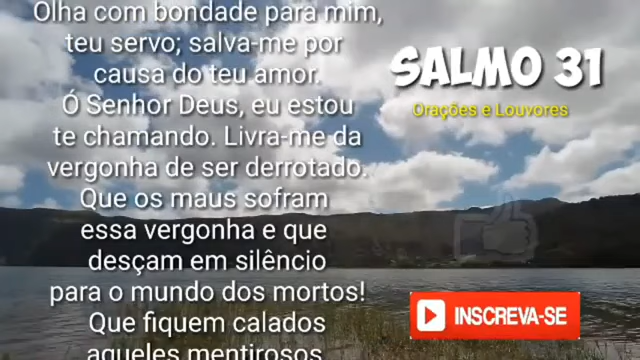 Olha com bondade para mim,
teu servo; salva-me por
causa do teu amor.
Ó Senhor Deus, eu estou
te chamando. Livra-me da
vergonha de ser derrotado.
Que os maus sofram
essa vergonha e que
desçam em silêncio
para o mundo dos mortos!
Que fiquem calados
aqueles mentirosos
SALMO 31
Orações e Louvores
INSCREVA-SE